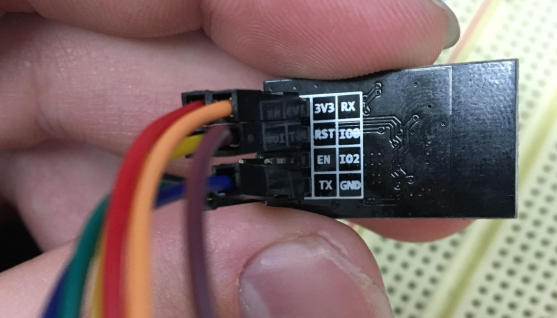 3V3 RX
RST IO0
EN IO2
TX GND